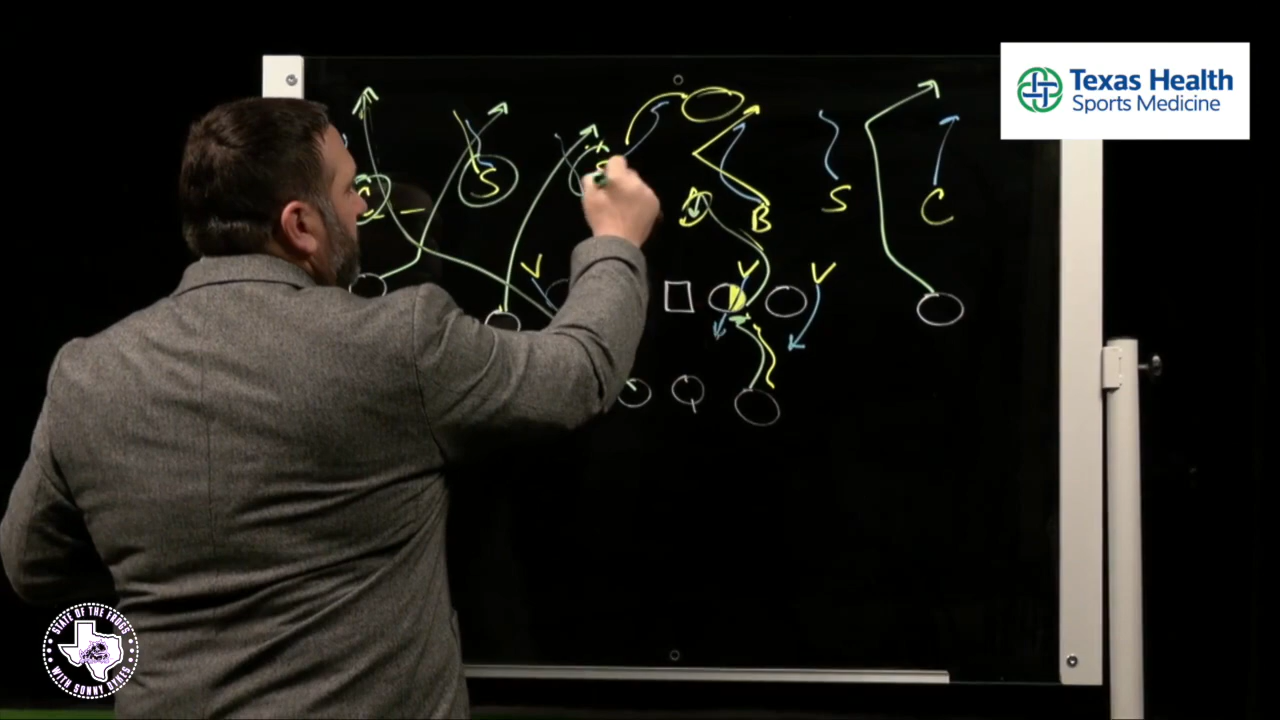 Texas Health
Sports Medicine
C
S
S
B
S
C
V
V
V
STATE OF THE FROGS
WITH SONNY DYKES